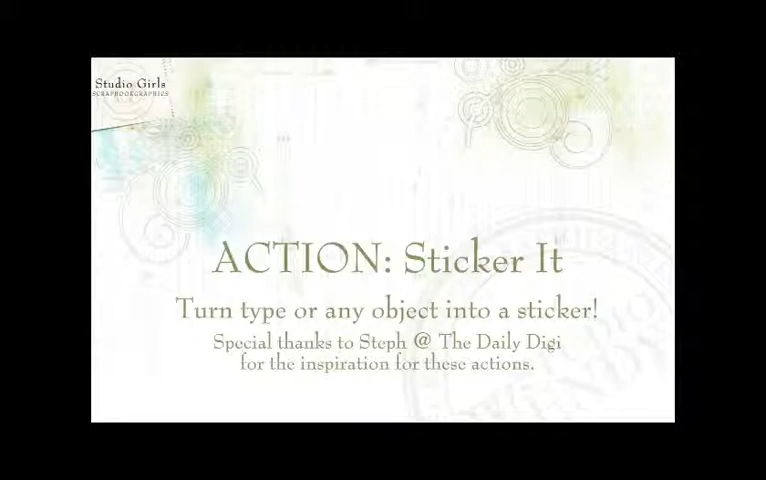 Studio Girls
SCRAPBOOKGRAPHICS
ACTION: Sticker It
Turn type or any object into a sticker!
Special thanks to Steph @ The Daily Digi
for the inspiration for these actions.